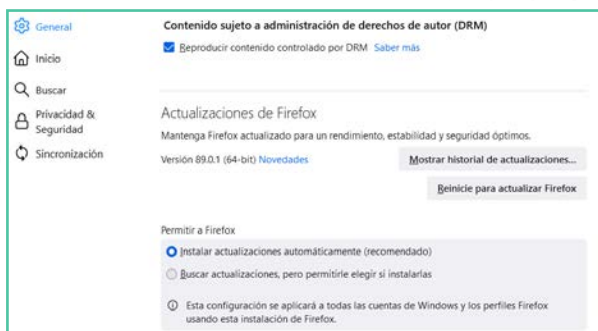 General
Inicio
Buscar
Privacidad &
Seguridad
Sincronización
Contenido sujeto a administración de derechos de autor (DRM)
Reproducir contenido controlado por DRM Saber más
Actualizaciones de Firefox
Mantenga Firefox actualizado para un rendimiento, estabilidad y seguridad óptimos.
Versión 89.0.1 (64-bit) Novedades
Mostrar historial de actualizaciones...
Reinicie para actualizar Firefox
Permitir a Firefox
Instalar actualizaciones automáticamente (recomendado)
Buscar actualizaciones, pero permitirle elegir si instalarlas
Esta configuración se aplicará a todas las cuentas de Windows y los perfiles Firefox
usando esta instalación de Firefox.